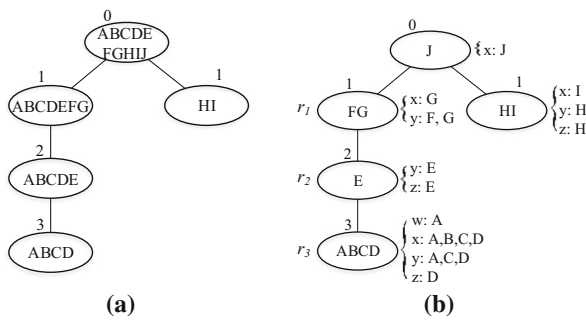 0
ABCDE
FGHIJ
1
1
ABCDEFG
HI
2
ABCDE
3
ABCD
(a)
0
J
x: J
1
1
r1
FG
x: G
y: F, G
HI
x: I
y: H
z: H
2
r2
E
y: E
z: E
3
r3
ABCD
w: A
x: A,B,C,D
y: A,C,D
z: D
(b)